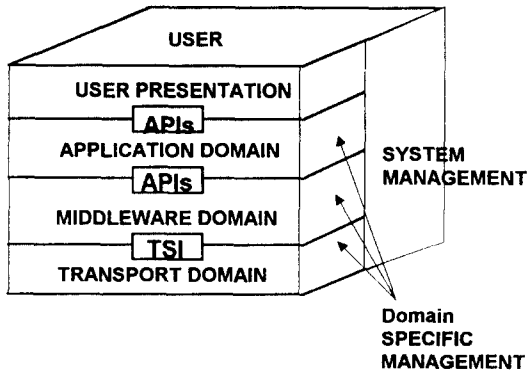 USER
USER PRESENTATION
APIs
APPLICATION DOMAIN
APIs
MIDDLEWARE DOMAIN
TSI
TRANSPORT DOMAIN
SYSTEM
MANAGEMENT
Domain
SPECIFIC
MANAGEMENT